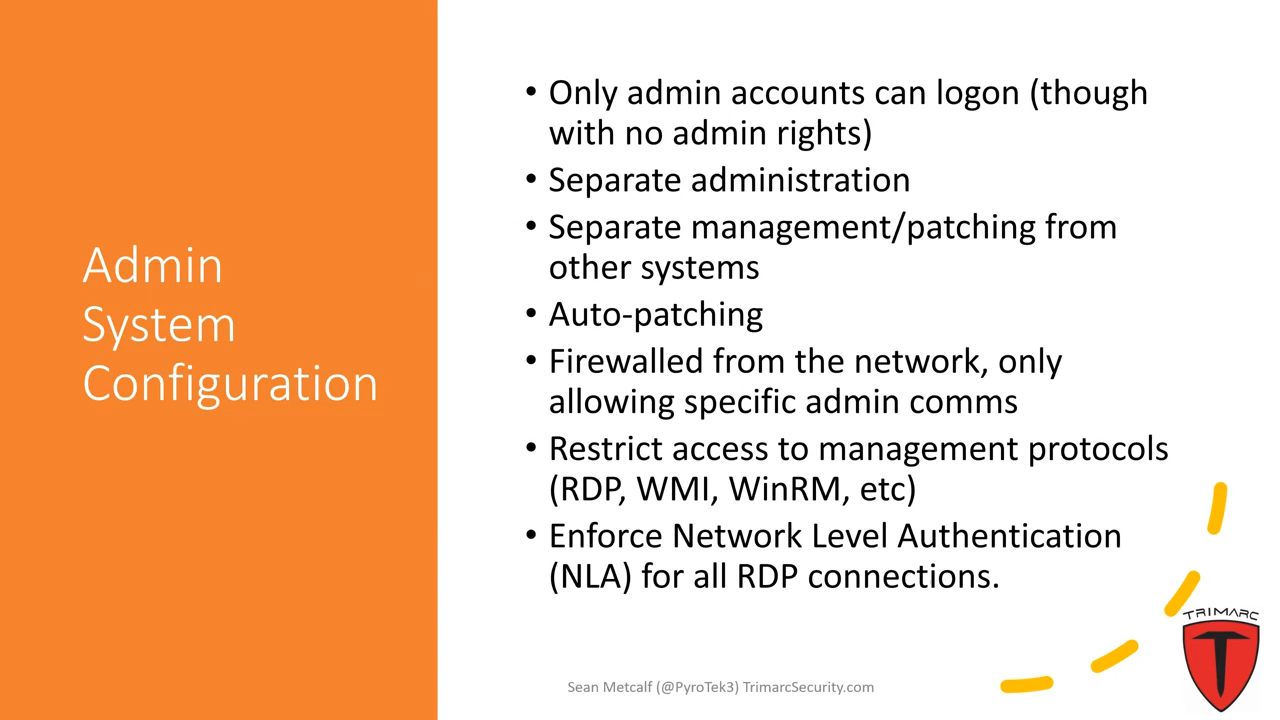 Admin
System
Configuration
• Only admin accounts can logon (though
with no admin rights)
• Separate administration
• Separate management/patching from
other systems
• Auto-patching
• Firewalled from the network, only
allowing specific admin comms
• Restrict access to management protocols
(RDP, WMI, WinRM, etc)
• Enforce Network Level Authentication
(NLA) for all RDP connections.
TRIMARC
Sean Metcalf (@PyroTek3) TrimarcSecurity.com